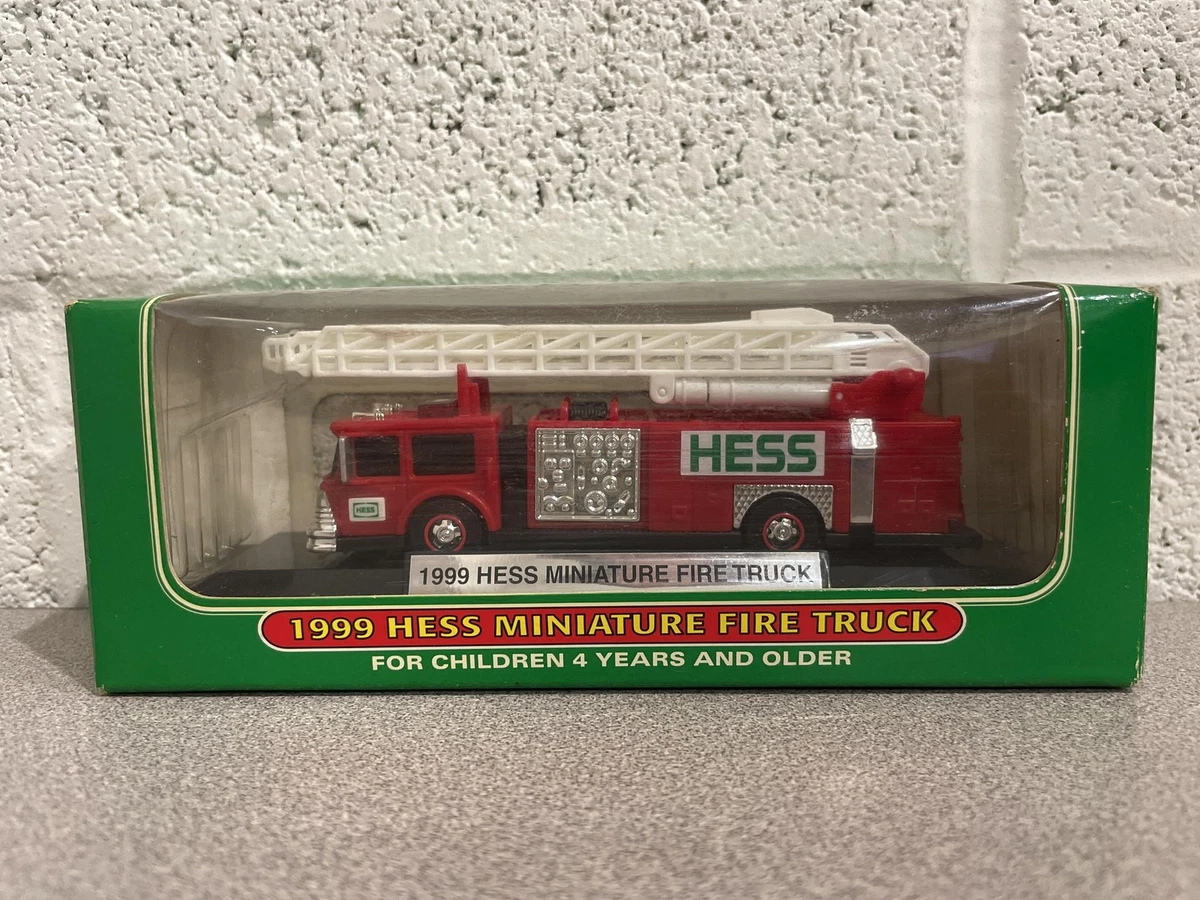 HESS
HESS
1999 HESS MINIATURE FIRE TRUCK
1999 HESS MINIATURE FIRE TRUCK
FOR CHILDREN 4 YEARS AND OLDER